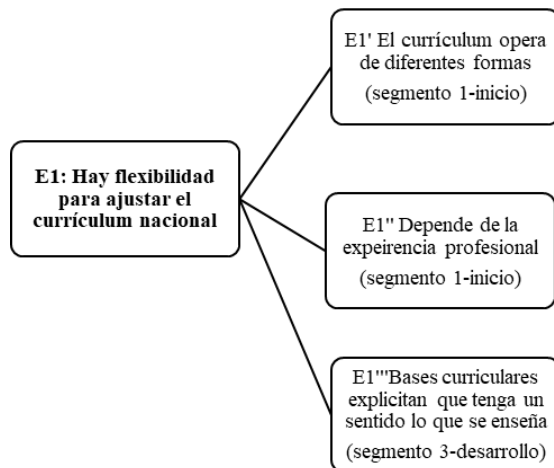 E1' El currículum opera
de diferentes formas
(segmento 1-inicio)
E1: Hay flexibilidad
para ajustar el
currículum nacional
E1'' Depende de la
expeirencia profesional
(segmento 1-inicio)
E1'''Bases curriculares
explicitan que tenga un
sentido lo que se enseña
(segmento 3-desarrollo)